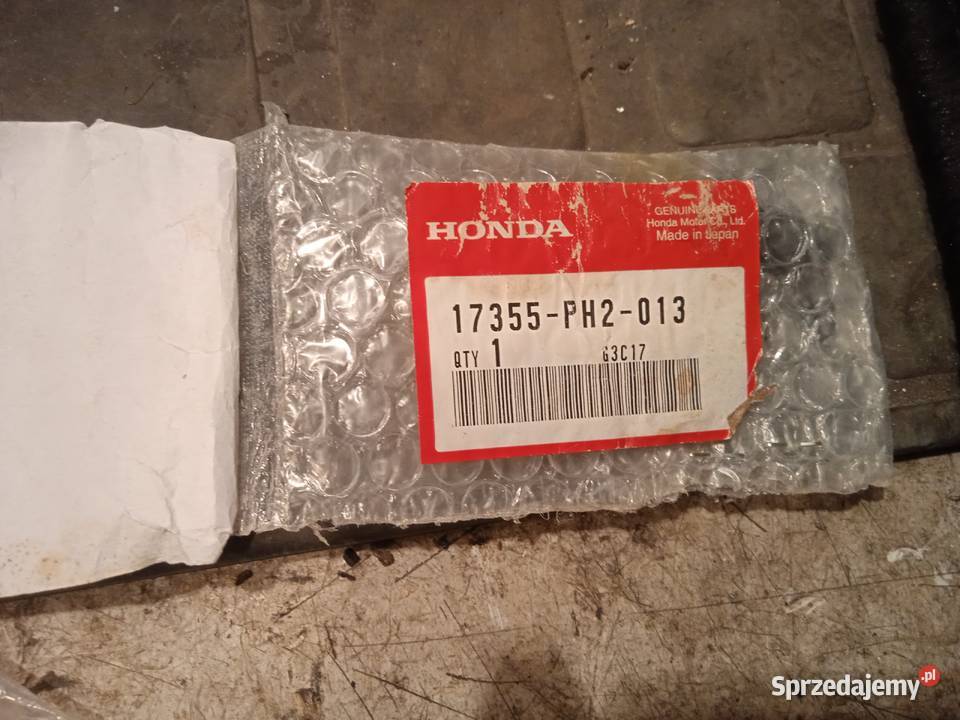 HONDA
GENUINE PARTS
Honda Motor Co., Ltd.
Made in Japan
17355-PH2-013
QTY 1 G3C17
Sprzedajemy.pl